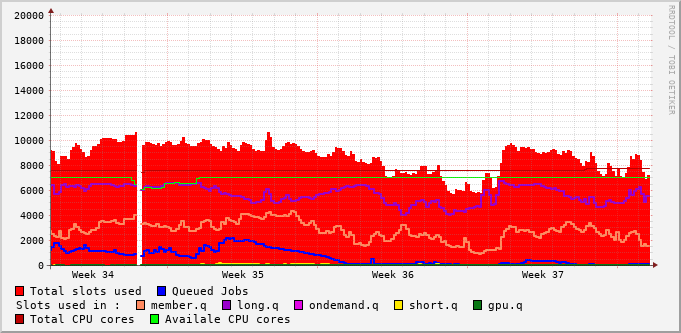 20000
18000
16000
14000
12000
10000
8000
6000
4000
2000
0
Week 34 Week 35 Week 36 Week 37
Total slots used Queued Jobs
Slots used in : member.q long.q ondemand.q short.q gpu.q
Total CPU cores Availale CPU cores
RRDTOOL / TOBI OETIKER